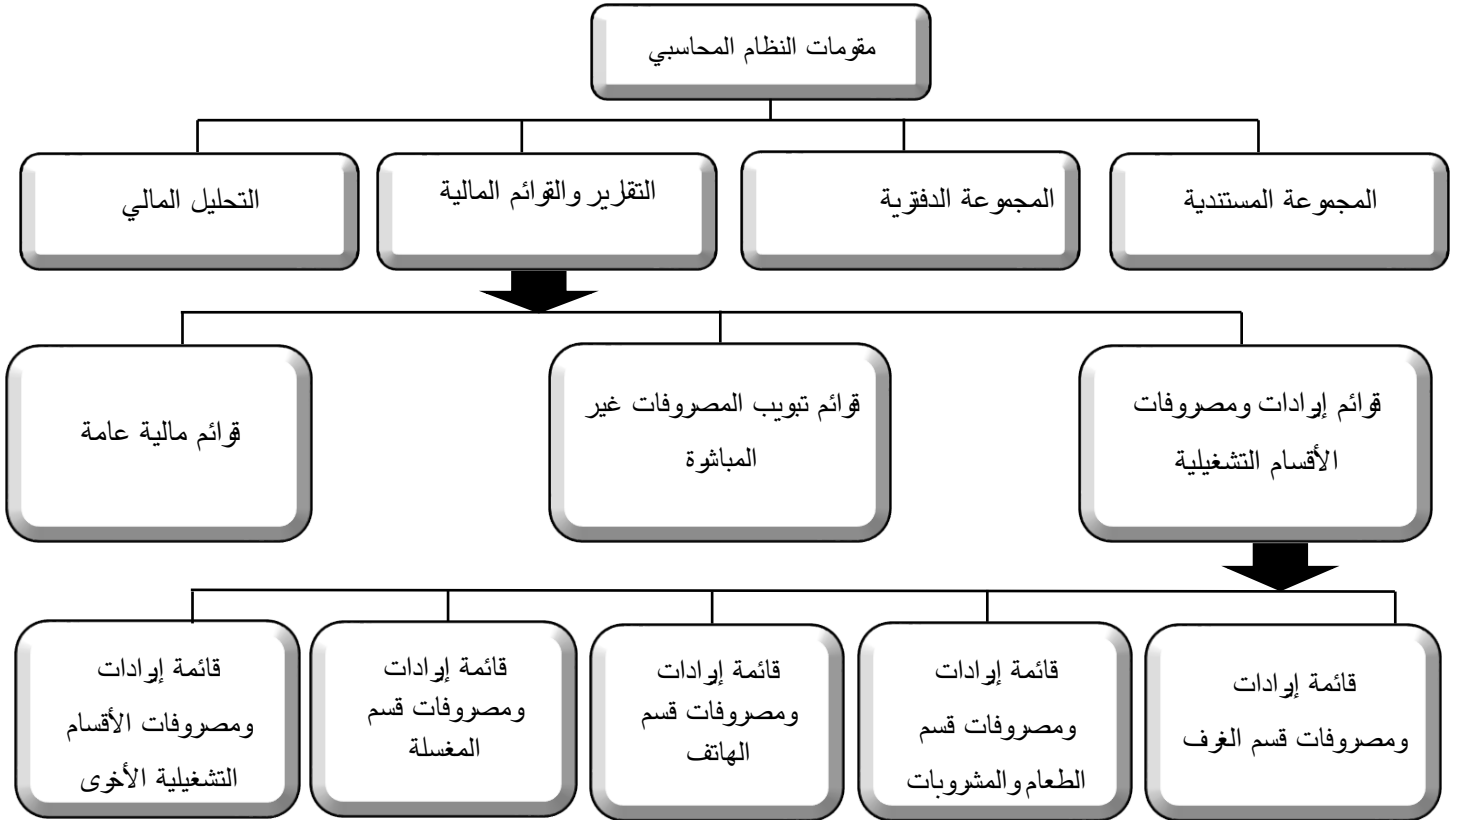 مقومات النظام المحاسبي
المجموعة المستندية
المجموعة الدفترية
التقارير والقوائم المالية
التحليل المالي
قوائم إيرادات ومصروفات
الأقسام التشغيلية
قوائم تبويب المصروفات غير
المباشرة
قوائم مالية عامة
قائمة إيرادات
ومصروفات قسم الغرف
قائمة إيرادات
ومصروفات قسم
الطعام والمشروبات
قائمة إيرادات
ومصروفات قسم
الهاتف
قائمة إيرادات
ومصروفات قسم
المغسلة
قائمة إيرادات
ومصروفات الأقسام
التشغيلية الأخرى